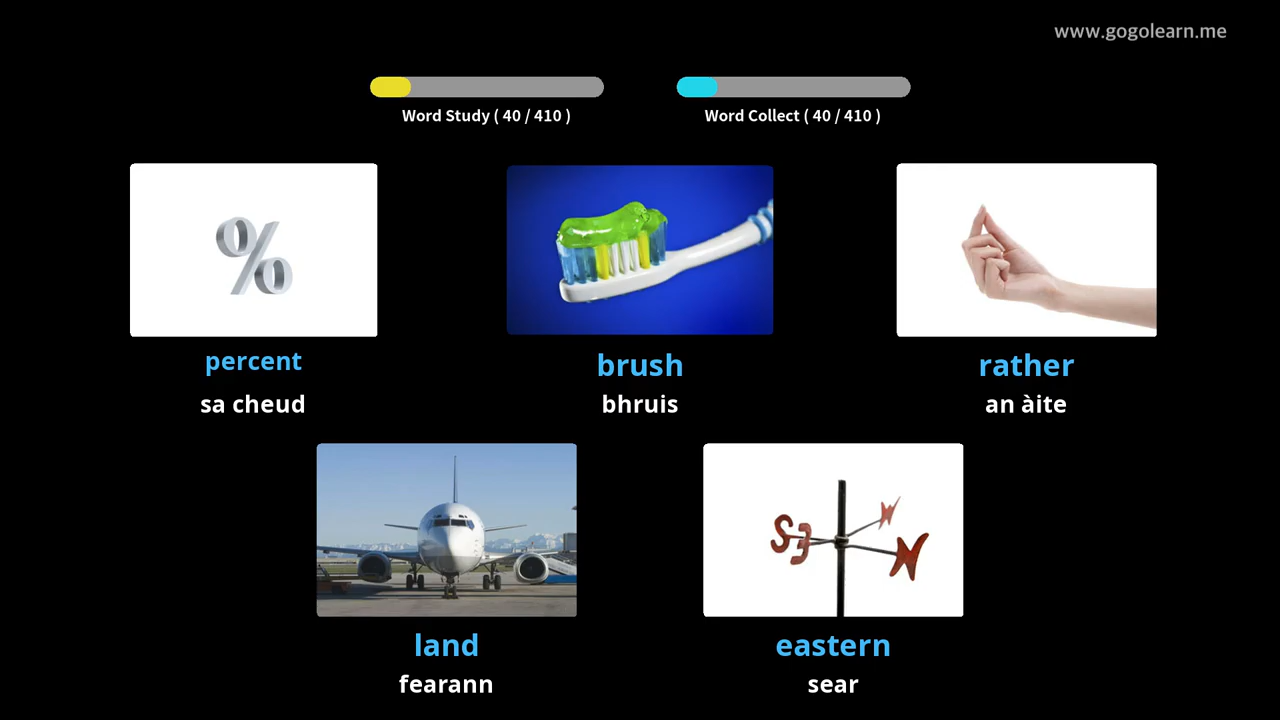 www.gogolearn.me
Word Study ( 40 / 410 )
Word Collect ( 40 / 410 )
%
percent
sa cheud
brush
bhruis
rather
an àite
S E N W
land
fearann
eastern
sear